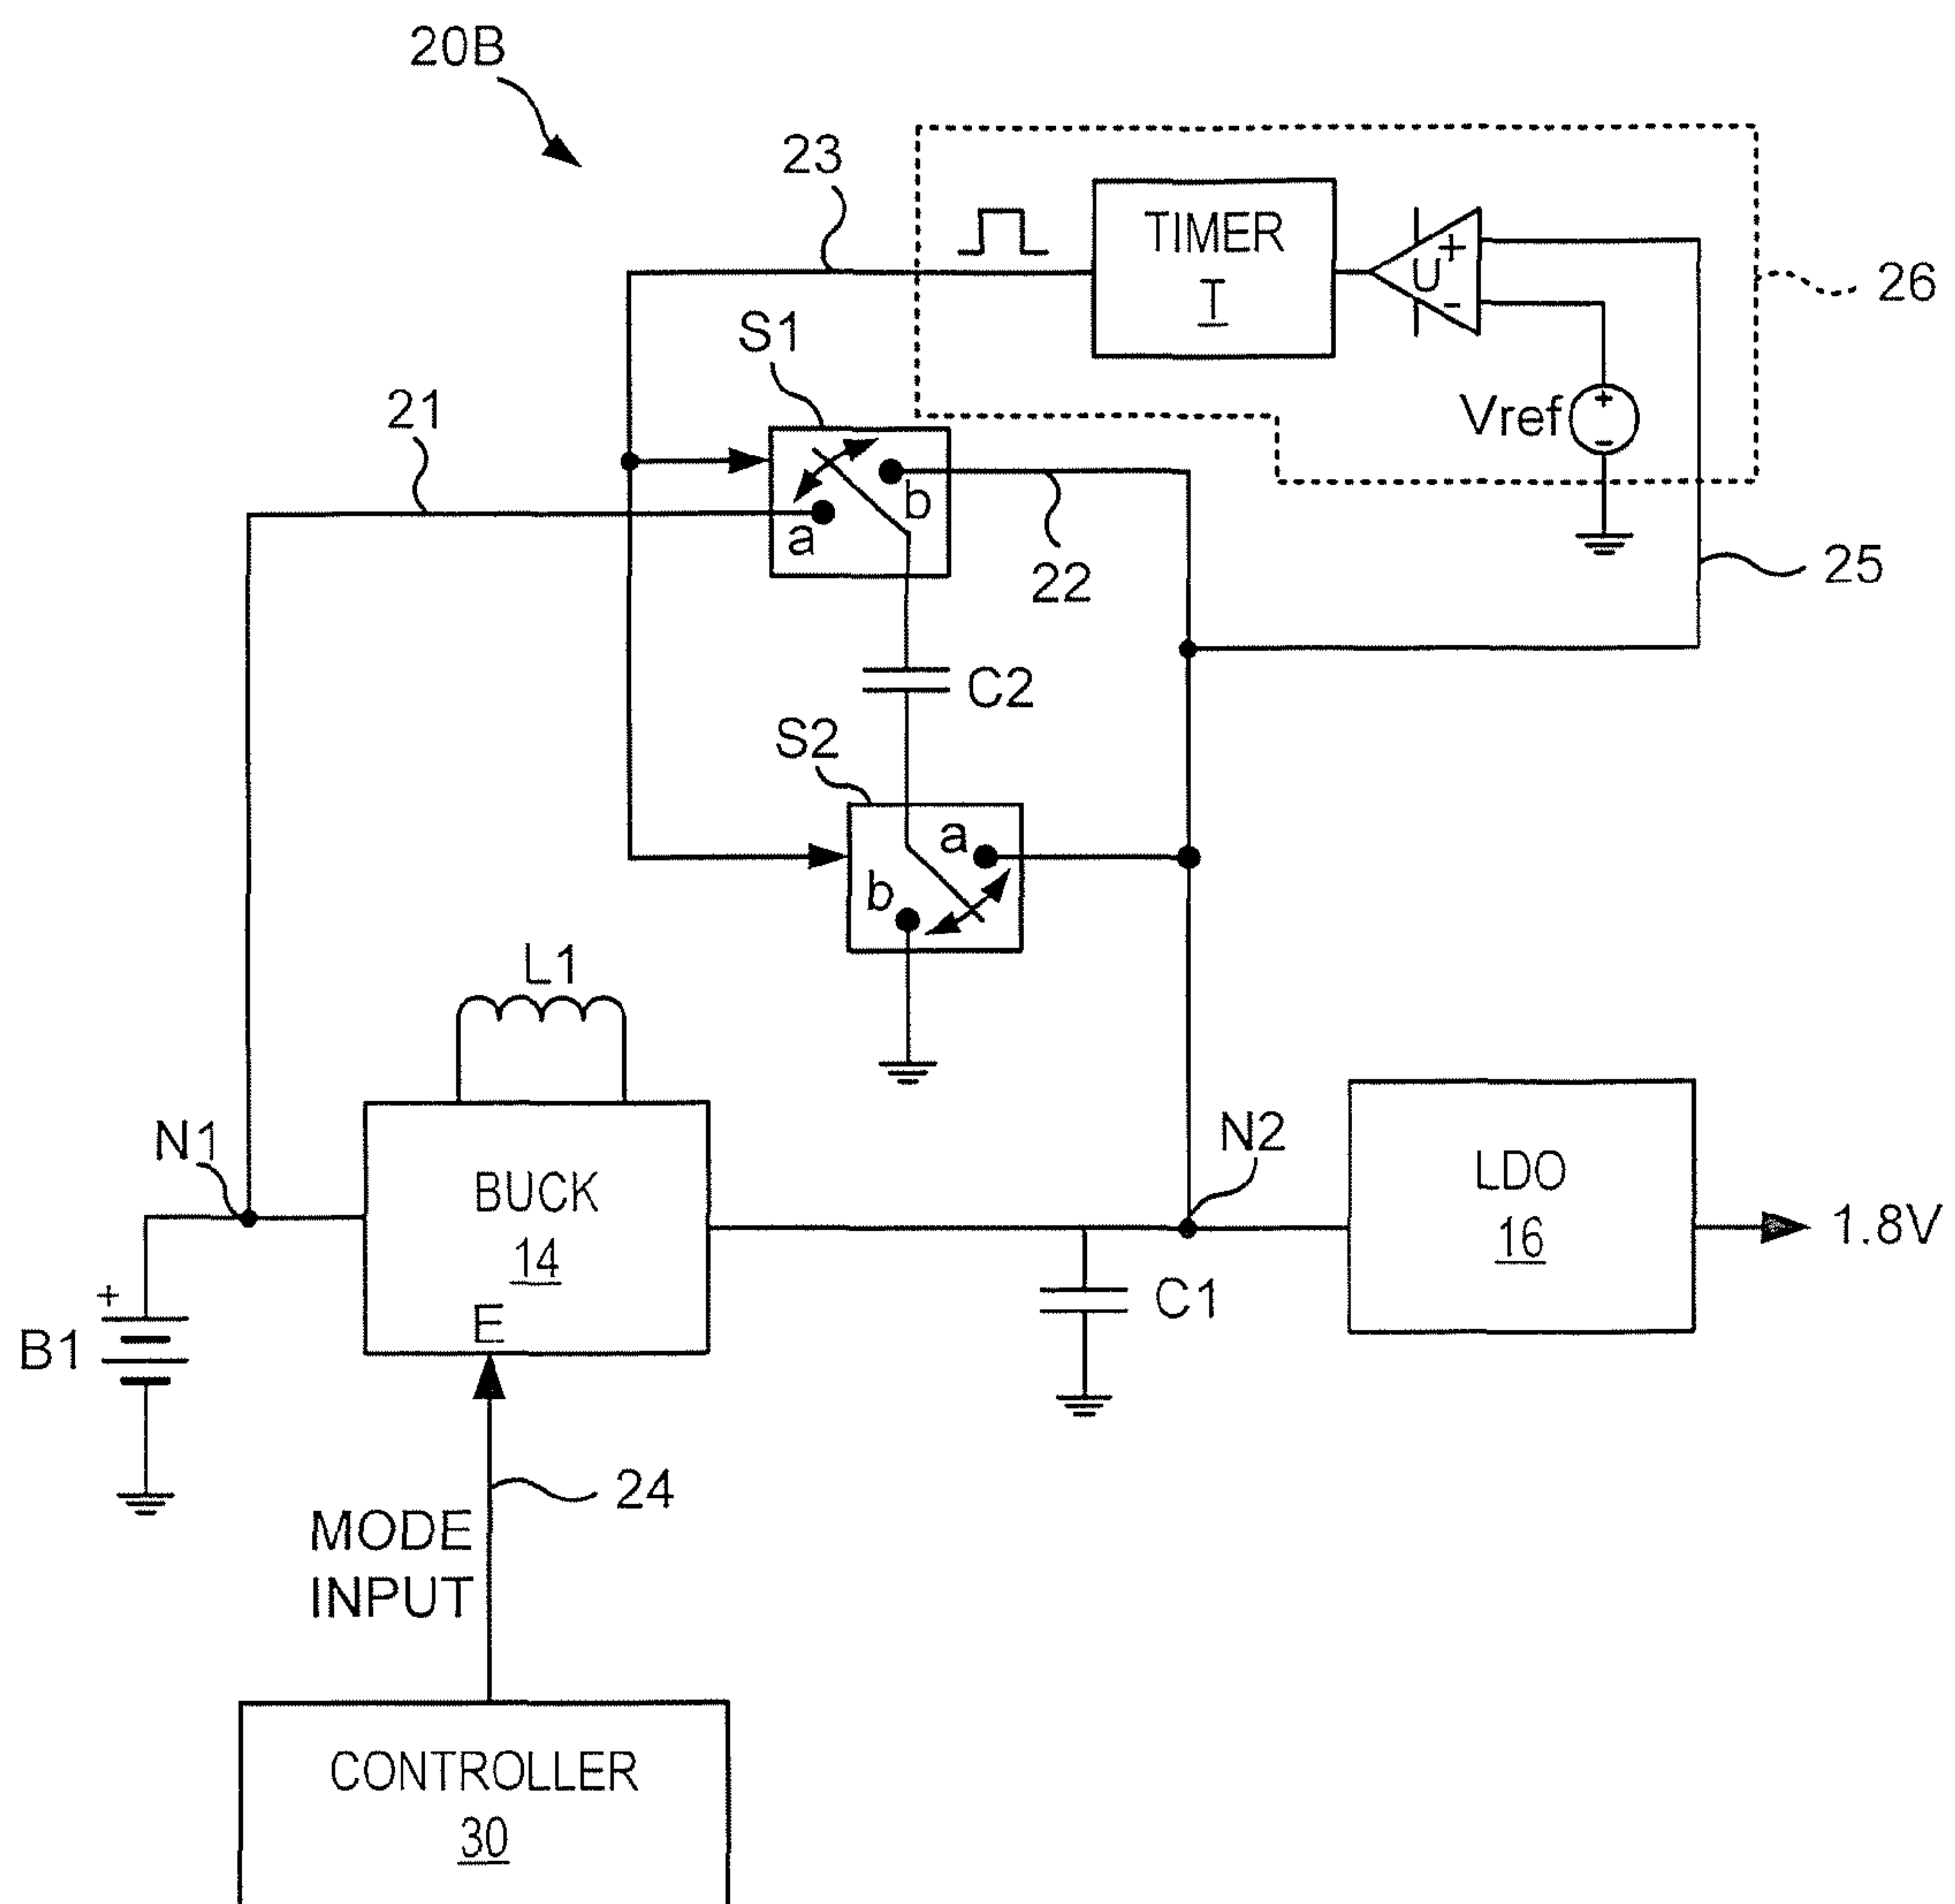 20B
23
TIMER
T
U
+
-
26
S1
Vref
+
-
21
a
b
22
25
C2
S2
a
b
L1
N1
N2
BUCK
14
E
LDO
16
1.8V
+
B1
C1
24
MODE
INPUT
CONTROLLER
30